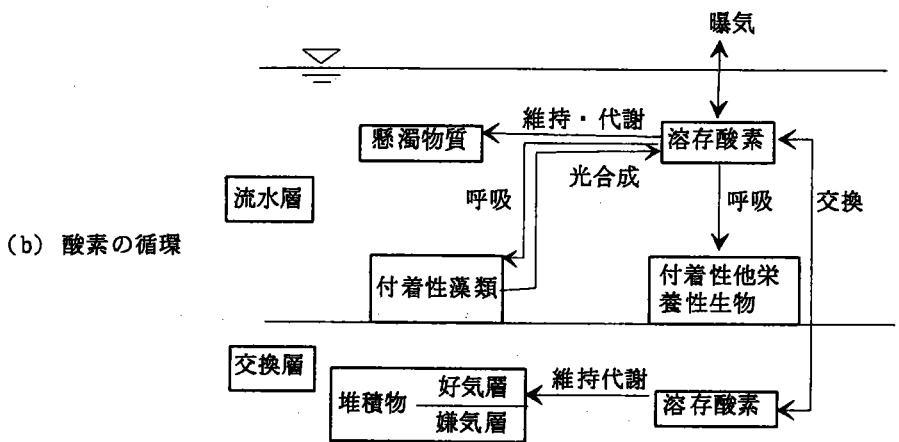 曝気
維持・代謝
懸濁物質
溶存酸素
光合成
流水層
呼吸
呼吸
交換
(b) 酸素の循環
付着性藻類
付着性他栄
養性生物
交換層
堆積物
好気層
嫌気層
維持代謝
溶存酸素